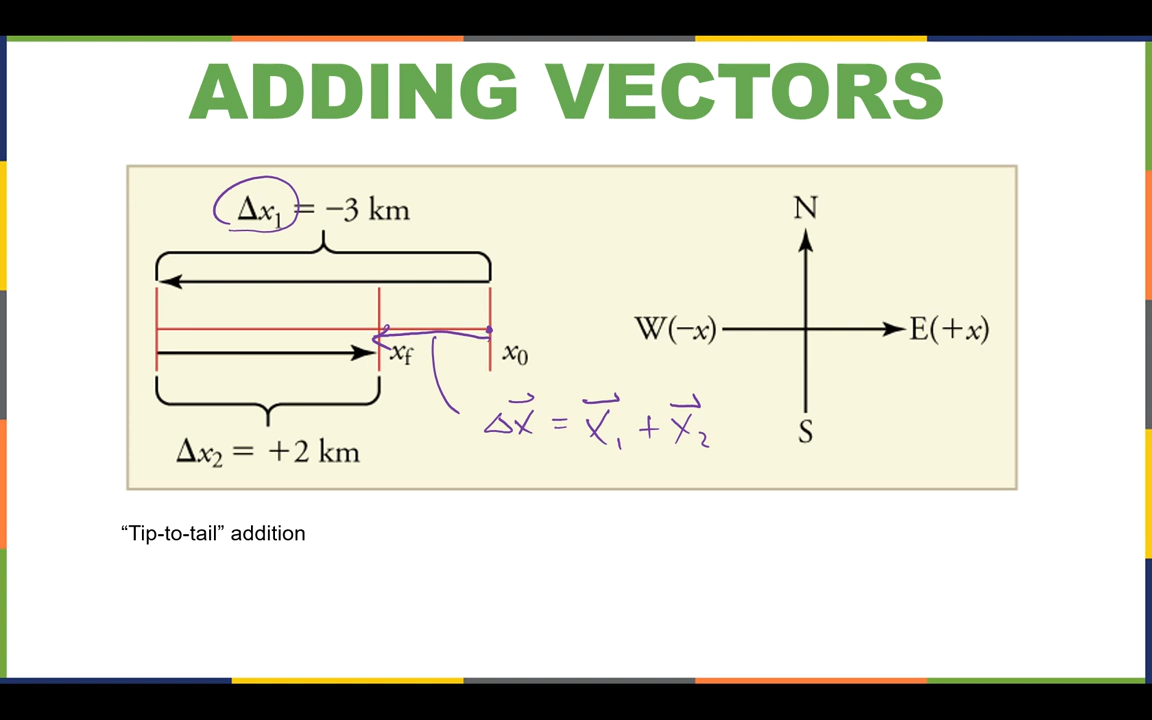 ADDING VECTORS
Δx₁ = −3 km
N
W(−x)
E(+x)
x_f
x₀
Δx⃗ = x⃗₁ + x⃗₂
S
Δx₂ = +2 km
“Tip-to-tail” addition